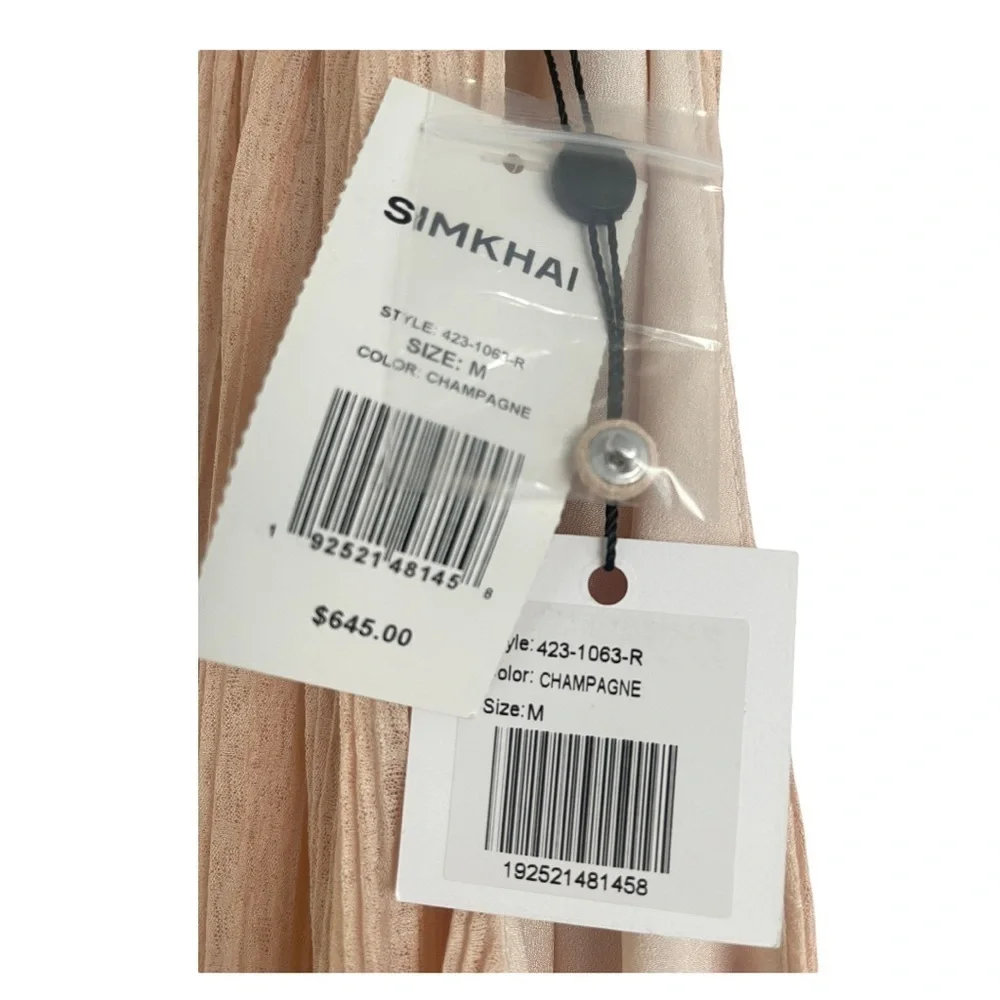 SIMKHAI
STYLE: 423-1063-R
SIZE: M
COLOR: CHAMPAGNE
1 92521 48145 8
$645.00
yle: 423-1063-R
olor: CHAMPAGNE
Size: M
192521481458